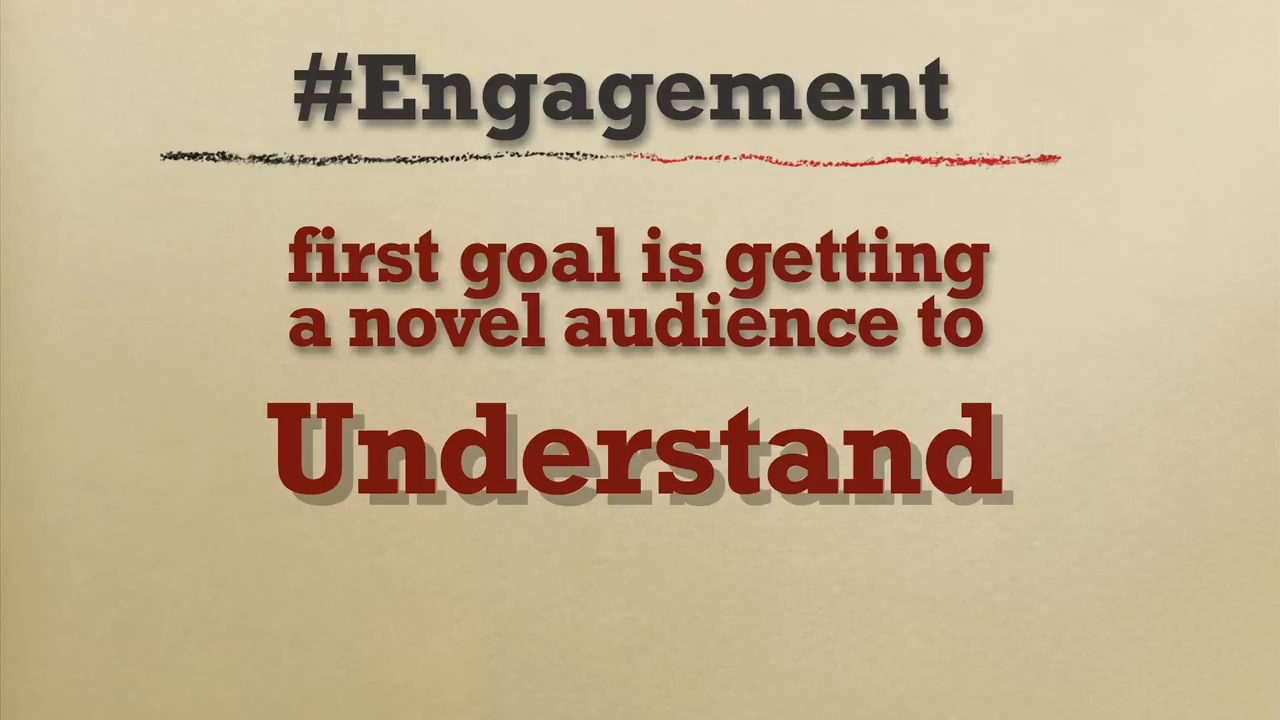 #Engagement
first goal is getting
a novel audience to
Understand